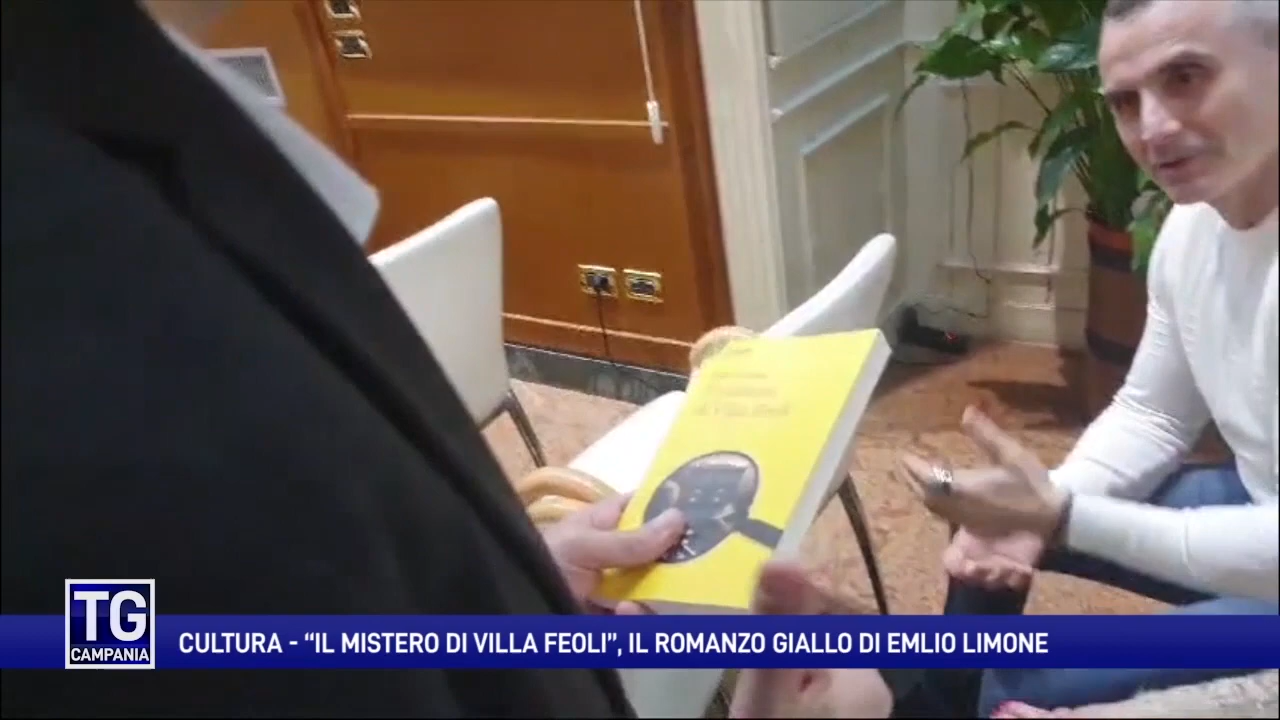 TG
CAMPANIA
CULTURA - “IL MISTERO DI VILLA FEOLI”, IL ROMANZO GIALLO DI EMLIO LIMONE